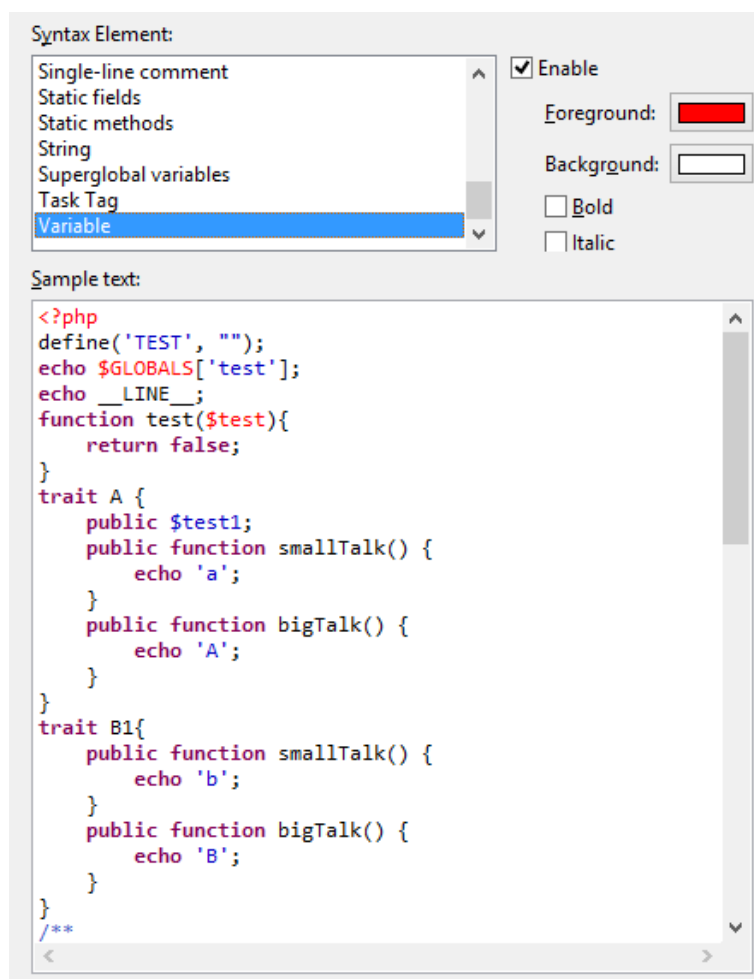 Syntax Element:
Single-line comment
Static fields
Static methods
String
Superglobal variables
Task Tag
Variable
Enable
Foreground:
Background:
Bold
Italic
Sample text:
<?php
define('TEST', "");
echo $GLOBALS['test'];
echo __LINE__;
function test($test){
    return false;
}
trait A {
    public $test1;
    public function smallTalk() {
        echo 'a';
    }
    public function bigTalk() {
        echo 'A';
    }
}
trait B1{
    public function smallTalk() {
        echo 'b';
    }
    public function bigTalk() {
        echo 'B';
    }
}
/**